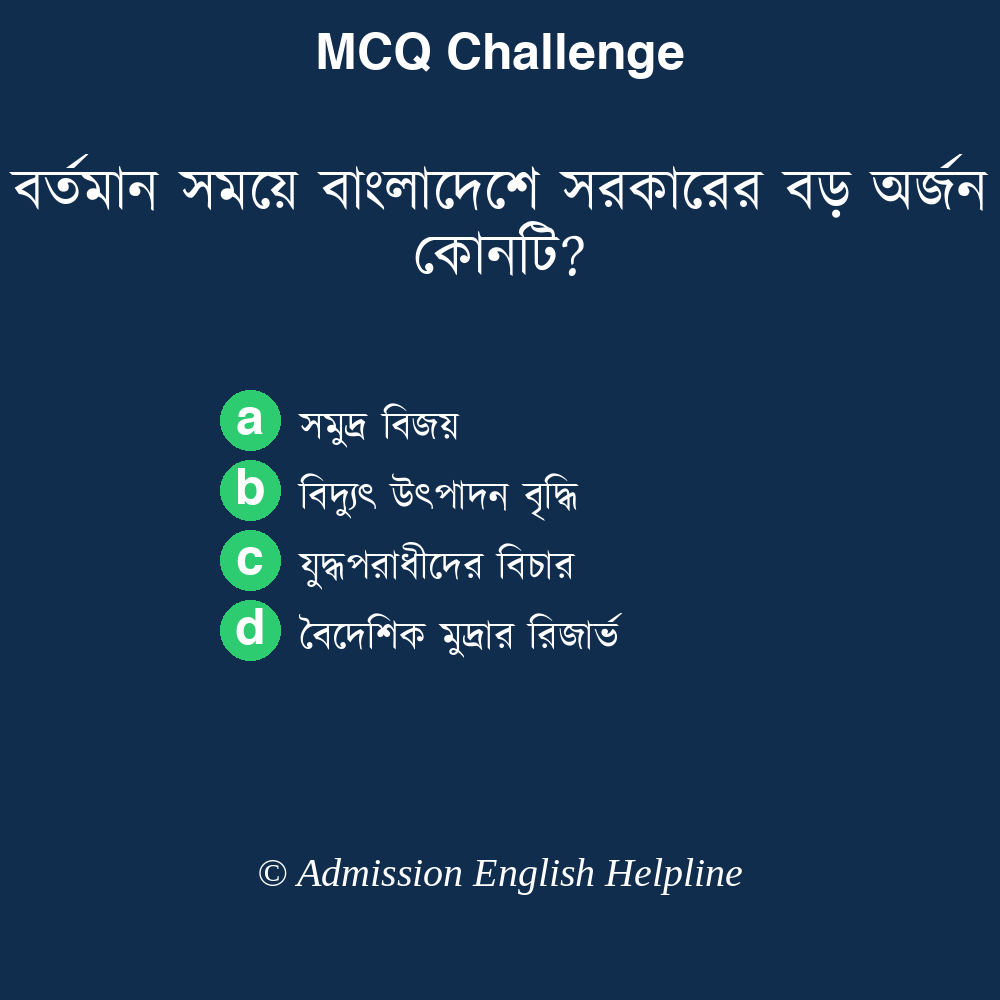 MCQ Challenge
বর্তমান সময়ে বাংলাদেশে সরকারের বড় অর্জন
কোনটি?
a সমুদ্র বিজয়
b বিদ্যুৎ উৎপাদন বৃদ্ধি
c যুদ্ধপরাধীদের বিচার
d বৈদেশিক মুদ্রার রিজার্ভ
© Admission English Helpline